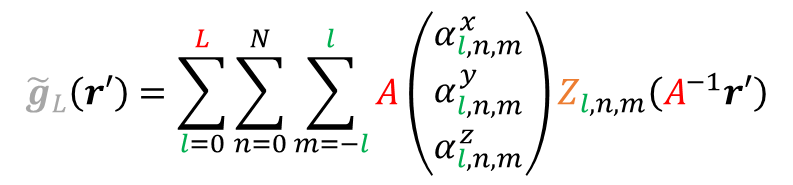 g̃_L(r′) = ∑_{l=0}^{L} ∑_{n=0}^{N} ∑_{m=−l}^{l} A (α^x_{l,n,m} α^y_{l,n,m} α^z_{l,n,m}) Z_{l,n,m}(A^{−1}r′)